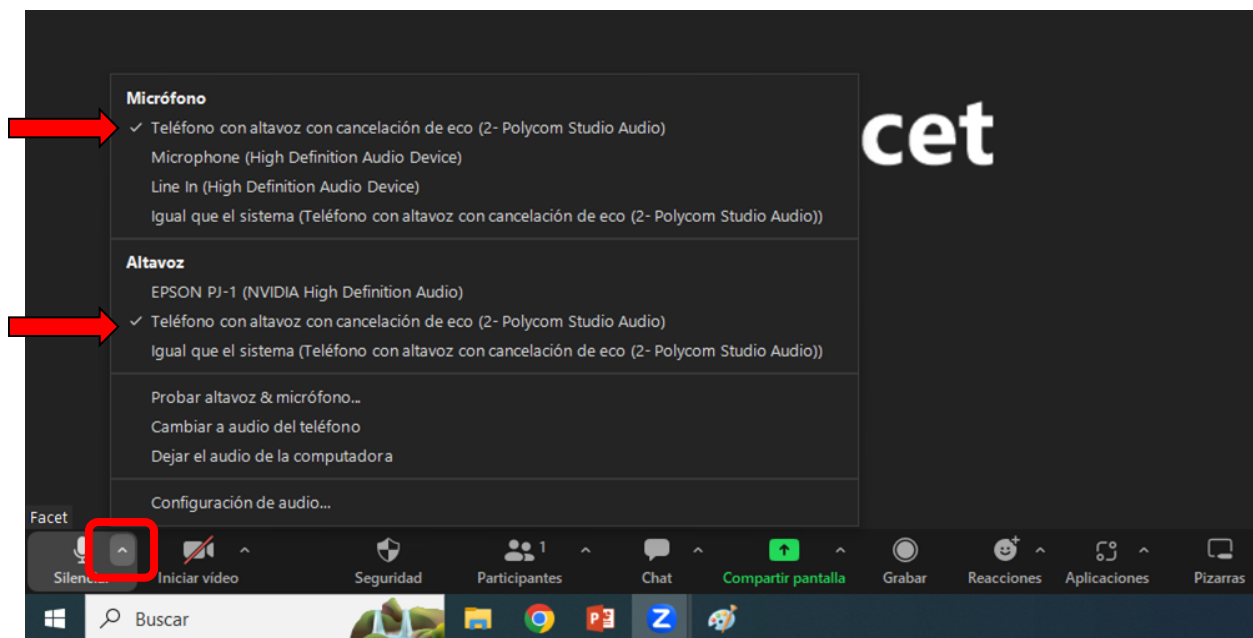 Micrófono
Teléfono con altavoz con cancelación de eco (2- Polycom Studio Audio)
Microphone (High Definition Audio Device)
Line In (High Definition Audio Device)
Igual que el sistema (Teléfono con altavoz con cancelación de eco (2- Polycom Studio Audio))
cet
Altavoz
EPSON PJ-1 (NVIDIA High Definition Audio)
Teléfono con altavoz con cancelación de eco (2- Polycom Studio Audio)
Igual que el sistema (Teléfono con altavoz con cancelación de eco (2- Polycom Studio Audio))
Probar altavoz & micrófono...
Cambiar a audio del teléfono
Dejar el audio de la computadora
Configuración de audio...
Facet
1
Silenciar Iniciar vídeo Seguridad Participantes Chat Compartir pantalla Grabar Reacciones Aplicaciones Pizarras
Buscar P Z